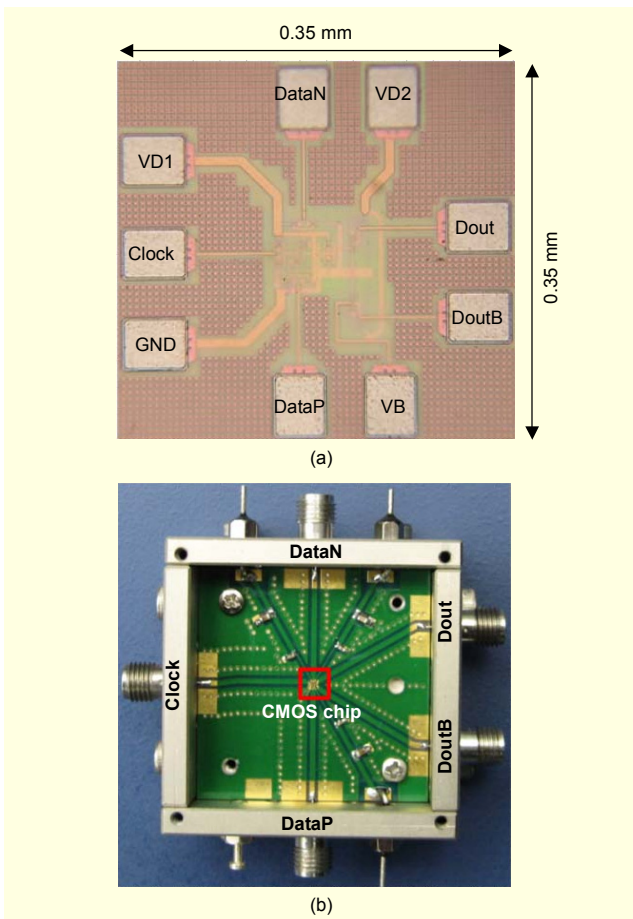 0.35 mm
DataN
VD2
VD1
Dout
Clock
0.35 mm
DoutB
GND
DataP
VB
(a)
DataN
Dout
Clock
CMOS chip
DoutB
DataP
(b)